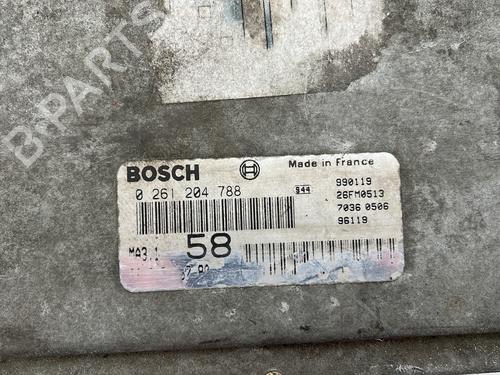 B-PARTS
BOSCH Made in France
0 261 204 788 944 990119
26FM0513
7036 0506
96119
MA3.1 58